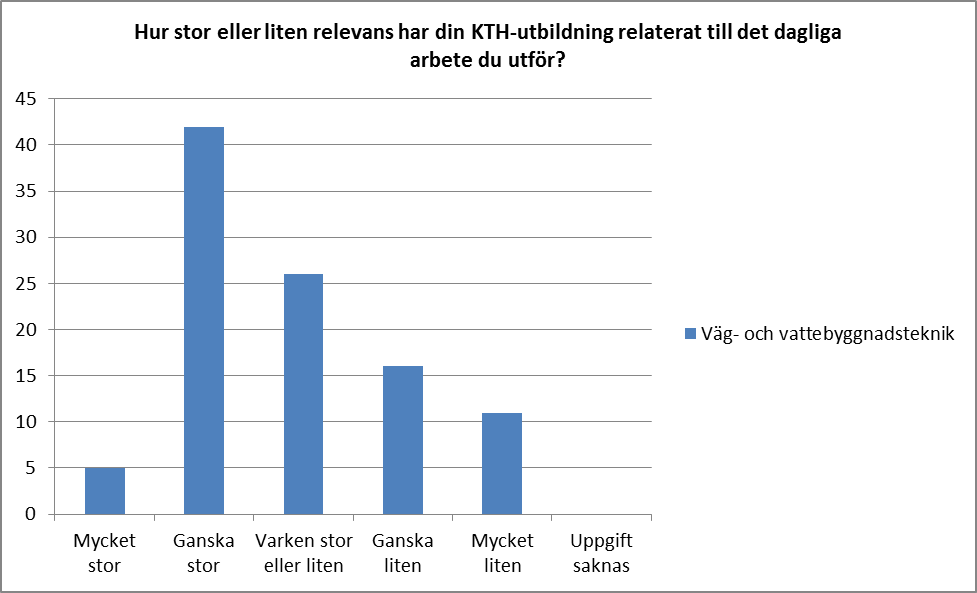 Hur stor eller liten relevans har din KTH-utbildning relaterat till det dagliga
arbete du utför?
45
40
35
30
25
20
15
10
5
0
Mycket
stor
Ganska
stor
Varken stor
eller liten
Ganska
liten
Mycket
liten
Uppgift
saknas
Väg- och vattebyggnadsteknik